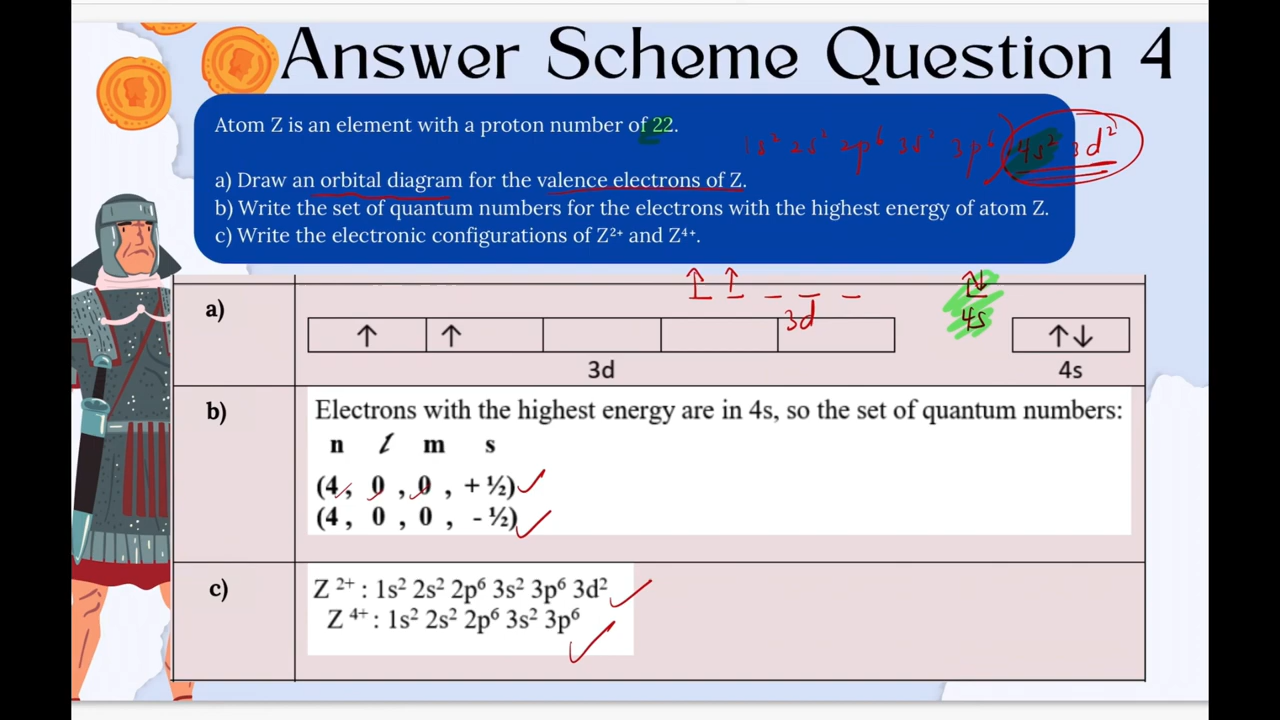 Answer Scheme Question 4
Atom Z is an element with a proton number of 22.
1s² 2s² 2p⁶ 3s² 3p⁶ 4s² 3d²
a) Draw an orbital diagram for the valence electrons of Z.
b) Write the set of quantum numbers for the electrons with the highest energy of atom Z.
c) Write the electronic configurations of Z²⁺ and Z⁴⁺.
↑ ↑ _ _ _ ↑↓
3d 4s
a)
↑ ↑ ↑↓
3d 4s
b)
Electrons with the highest energy are in 4s, so the set of quantum numbers:
n l m s
(4, 0 , 0 , + ½)
(4 , 0 , 0 , - ½)
c)
Z ²⁺ : 1s² 2s² 2p⁶ 3s² 3p⁶ 3d²
Z ⁴⁺ : 1s² 2s² 2p⁶ 3s² 3p⁶